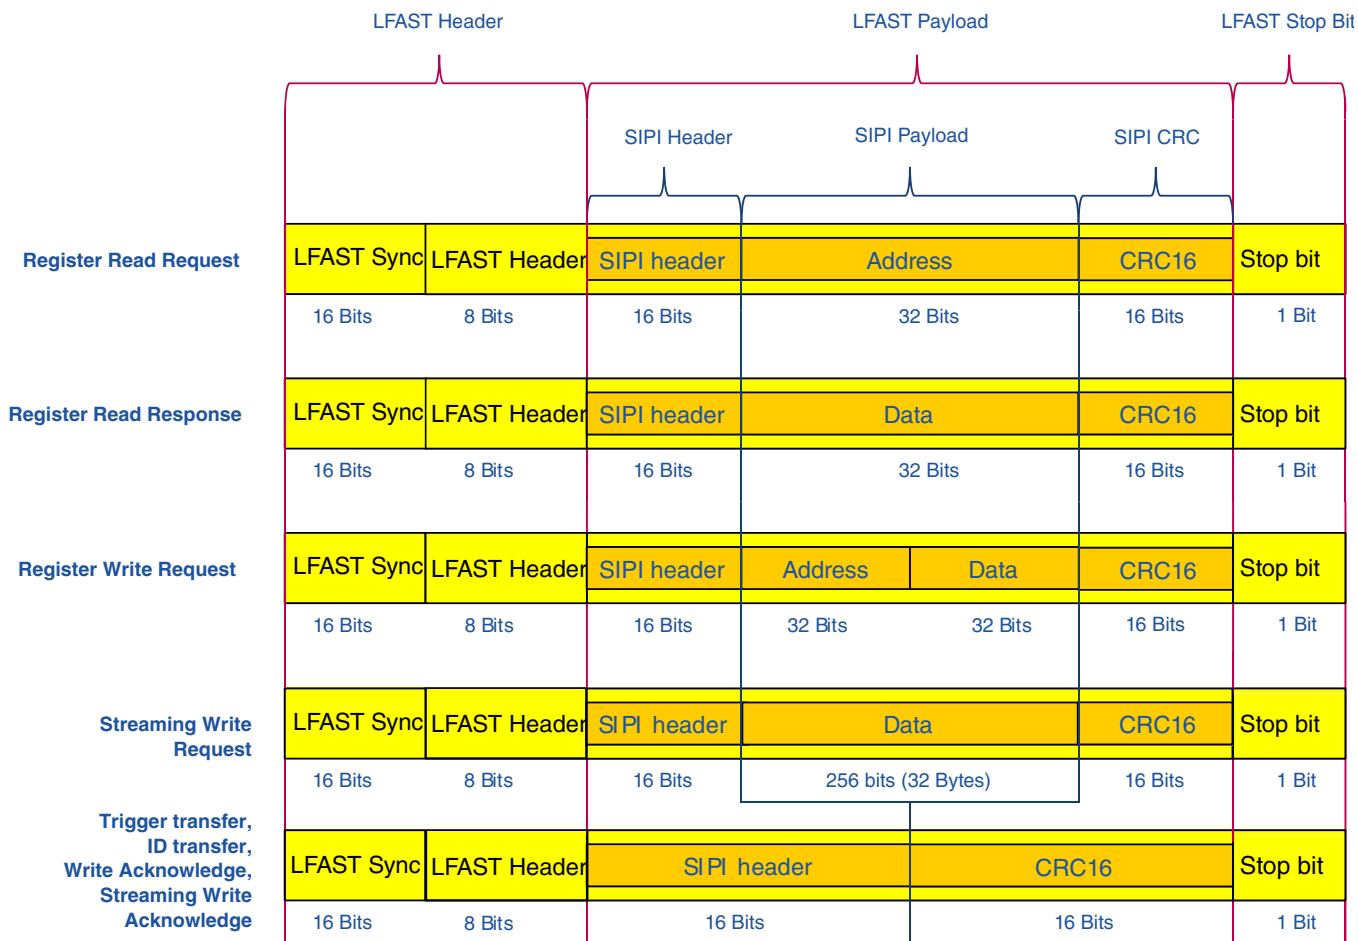 LFAST Header
LFAST Payload
LFAST Stop Bit
SIPI Header
SIPI Payload
SIPI CRC
Register Read Request
LFAST Sync
LFAST Header
SIPI header
Address
CRC16
Stop bit
16 Bits
8 Bits
16 Bits
32 Bits
16 Bits
1 Bit
Register Read Response
LFAST Sync
LFAST Header
SIPI header
Data
CRC16
Stop bit
16 Bits
8 Bits
16 Bits
32 Bits
16 Bits
1 Bit
Register Write Request
LFAST Sync
LFAST Header
SIPI header
Address
Data
CRC16
Stop bit
16 Bits
8 Bits
16 Bits
32 Bits
32 Bits
16 Bits
1 Bit
Streaming Write
Request
LFAST Sync
LFAST Header
SIPI header
Data
CRC16
Stop bit
16 Bits
8 Bits
16 Bits
256 bits (32 Bytes)
16 Bits
1 Bit
Trigger transfer,
ID transfer,
Write Acknowledge,
Streaming Write
Acknowledge
LFAST Sync
LFAST Header
SIPI header
CRC16
Stop bit
16 Bits
8 Bits
16 Bits
16 Bits
1 Bit